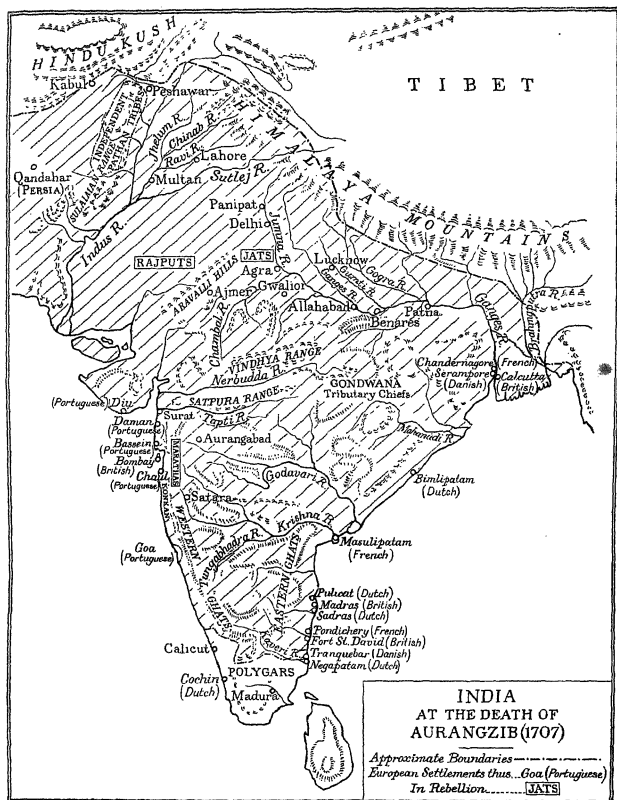 HINDU KUSH
TIBET
Kabul
Peshawar
INDEPENDENT
PATHAN TRIBES
SULAIMAN RANGE
Jhelum R.
Chinab R.
Ravi R.
Lahore
Multan
Sutlej R.
Qandahar
(PERSIA)
HIMALAYA MOUNTAINS
Indus R.
Panipat
Delhi
Jumna R.
RAJPUTS
JATS
Agra
ARAVALLI HILLS
Ajmer
Gwalior
Lucknow
Gumti R.
Gogra R.
Ganges R.
Allahabad
Benares
Patna
Ganges R.
Chambal R.
VINDHYA RANGE
Nerbudda R.
SATPURA RANGE
GONDWANA
Tributary Chiefs
Chandernagore (French)
Serampore
(Danish)
Calcutta
(British)
(Portuguese) Diu
Surat
Tapti R.
Daman
(Portuguese)
Bassein
(Portuguese)
Bombay
(British)
Chaul
(Portuguese)
MARATHAS
KONKAN
Aurangabad
Mahanadi R.
Godavari R.
Bimlipatam
(Dutch)
Satara
WESTERN GHATS
Krishna R.
Tungabhadra R.
EASTERN GHATS
Masulipatam
(French)
Goa
(Portuguese)
Pulicat (Dutch)
Madras (British)
Sadras (Dutch)
Pondichery (French)
Fort St. David (British)
Tranquebar (Danish)
Negapatam (Dutch)
Kaveri R.
Calicut
POLYGARS
Cochin
(Dutch)
Madura
INDIA
AT THE DEATH OF
AURANGZIB (1707)
Approximate Boundaries
European Settlements thus...Goa (Portuguese)
In Rebellion........JATS